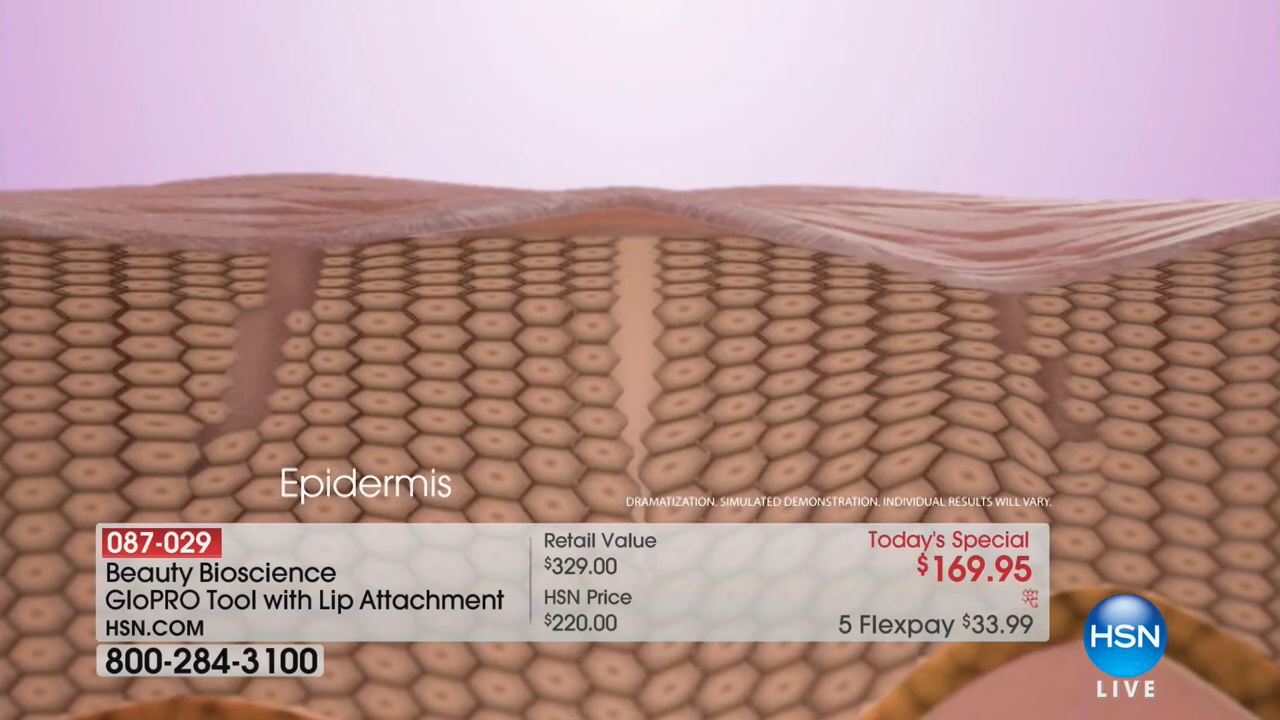 Epidermis
DRAMATIZATION. SIMULATED DEMONSTRATION. INDIVIDUAL RESULTS WILL VARY.
087-029
Beauty Bioscience
GloPRO Tool with Lip Attachment
HSN.COM
800-284-3100
Retail Value
$329.00
HSN Price
$220.00
Today's Special
$169.95
5 Flexpay $33.99
HSN
LIVE